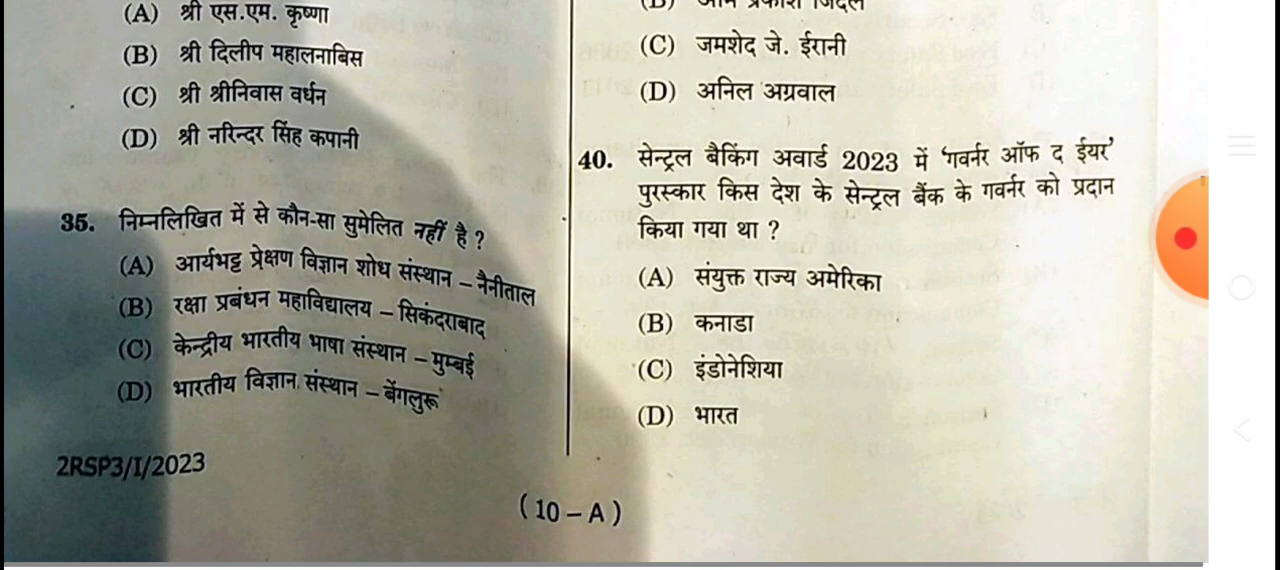 (A) श्री एस.एम. कृष्णा
(B) श्री दिलीप महालनाबिस
(C) श्री श्रीनिवास वर्धन
(D) श्री नरिन्दर सिंह कपानी
35. निम्नलिखित में से कौन-सा सुमेलित नहीं है ?
(A) आर्यभट्ट प्रेक्षण विज्ञान शोध संस्थान – नैनीताल
(B) रक्षा प्रबंधन महाविद्यालय – सिकंदराबाद
(C) केन्द्रीय भारतीय भाषा संस्थान – मुम्बई
(D) भारतीय विज्ञान संस्थान – बेंगलुरू
2RSP3/I/2023
(C) जमशेद जे. ईरानी
(D) अनिल अग्रवाल
40. सेन्ट्रल बैकिंग अवार्ड 2023 में ‘गवर्नर ऑफ द ईयर’
पुरस्कार किस देश के सेन्ट्रल बैंक के गवर्नर को प्रदान
किया गया था ?
(A) संयुक्त राज्य अमेरिका
(B) कनाडा
(C) इंडोनेशिया
(D) भारत
( 10 – A )